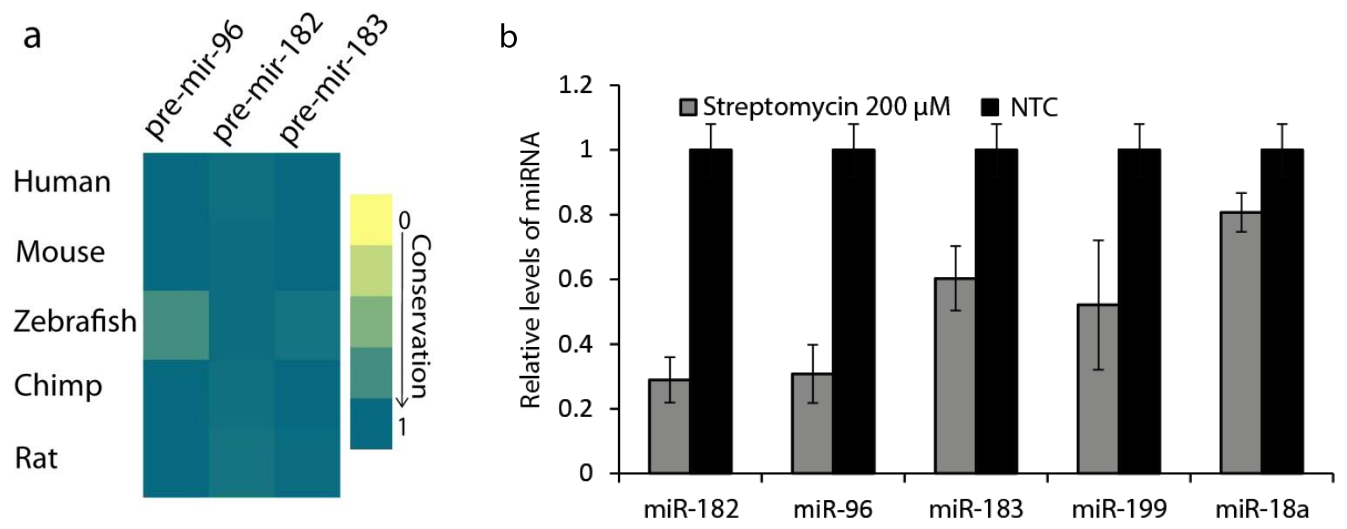 a
pre-mir-96
pre-mir-182
pre-mir-183
Human
Mouse
Zebrafish
Chimp
Rat
0
Conservation
1
b
Streptomycin 200 µM
NTC
Relative levels of miRNA
1.2
1
0.8
0.6
0.4
0.2
0
miR-182
miR-96
miR-183
miR-199
miR-18a